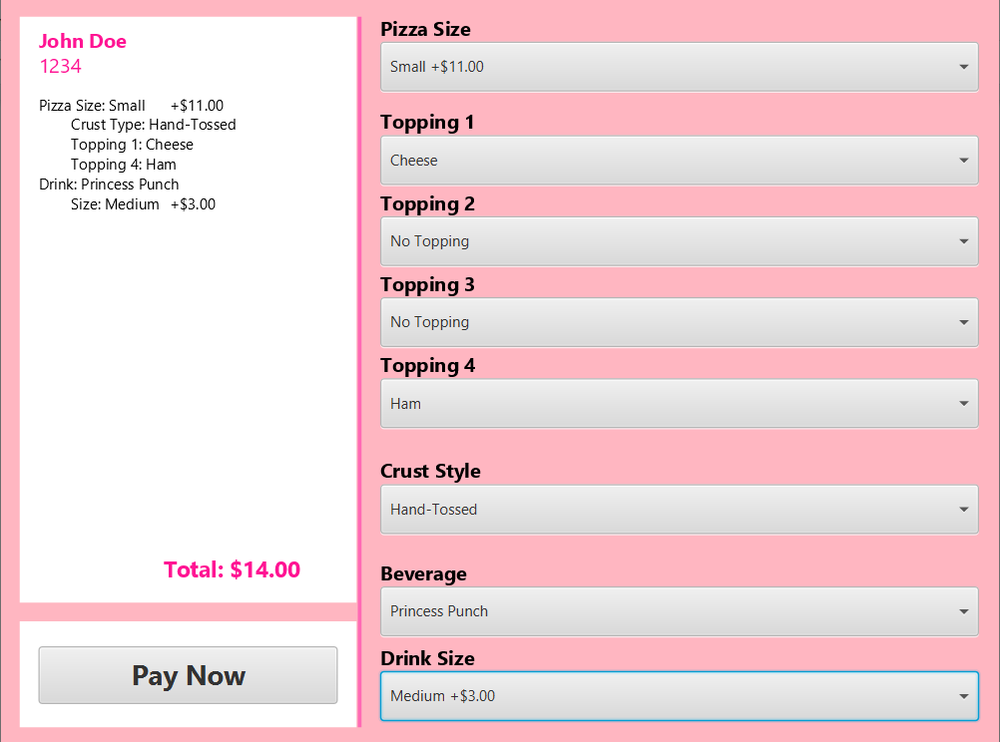 John Doe
1234
Pizza Size: Small +$11.00
Crust Type: Hand-Tossed
Topping 1: Cheese
Topping 4: Ham
Drink: Princess Punch
Size: Medium +$3.00
Total: $14.00
Pay Now
Pizza Size
Small +$11.00
Topping 1
Cheese
Topping 2
No Topping
Topping 3
No Topping
Topping 4
Ham
Crust Style
Hand-Tossed
Beverage
Princess Punch
Drink Size
Medium +$3.00